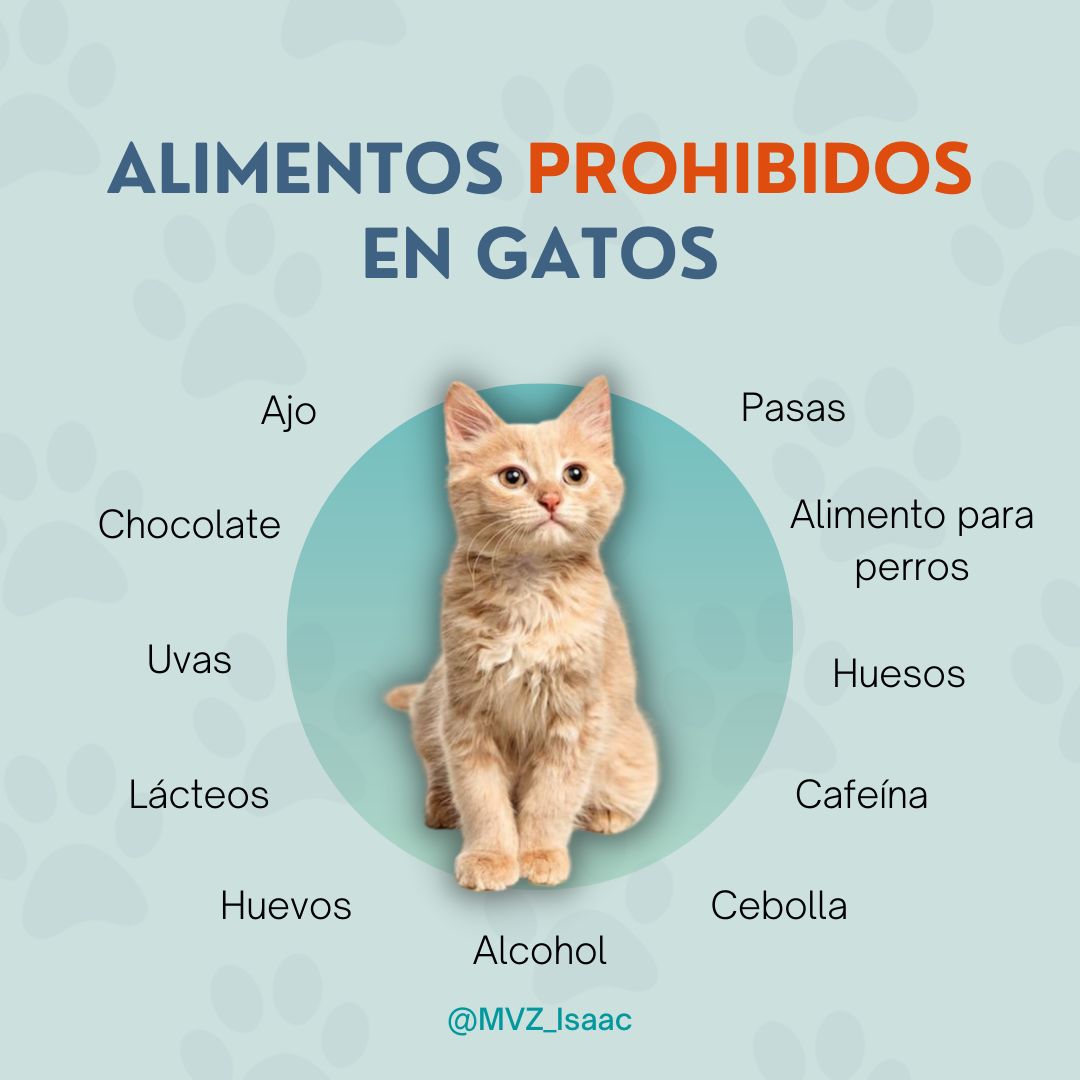 ALIMENTOS PROHIBIDOS
EN GATOS
Ajo
Pasas
Chocolate
Alimento para
perros
Uvas
Huesos
Lácteos
Cafeína
Huevos
Cebolla
Alcohol
@MVZ_Isaac